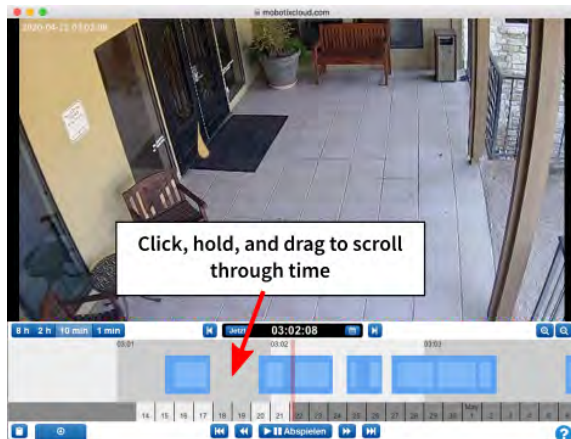 mobotixcloud.com
2020-04-21 03:02:08
Click, hold, and drag to scroll
through time
8 h 2 h 10 min 1 min
Jetzt 03:02:08
03:01 03:02 03:03
May
14 15 16 17 18 19 20 21 22 23 24 25 26 27 28 29 30 1 2 3 4 5 6
Abspielen
?